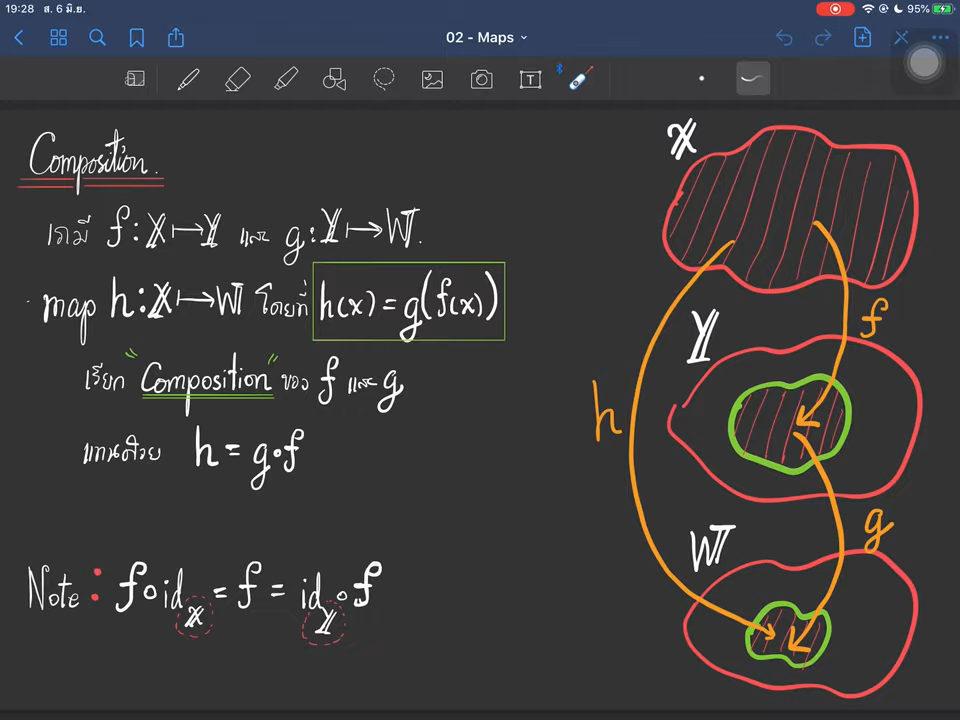 19:28 ส. 6 มิ.ย. 95%
02 - Maps
Composition.
เรามี f : X ↦ Y และ g : Y ↦ W.
map h : X ↦ W โดยที่ h(x) = g(f(x))
เรียก "Composition" ของ f และ g
แทนด้วย h = g∘f
Note : f∘id_X = f = id_Y∘f
X
f
Y
h
g
W